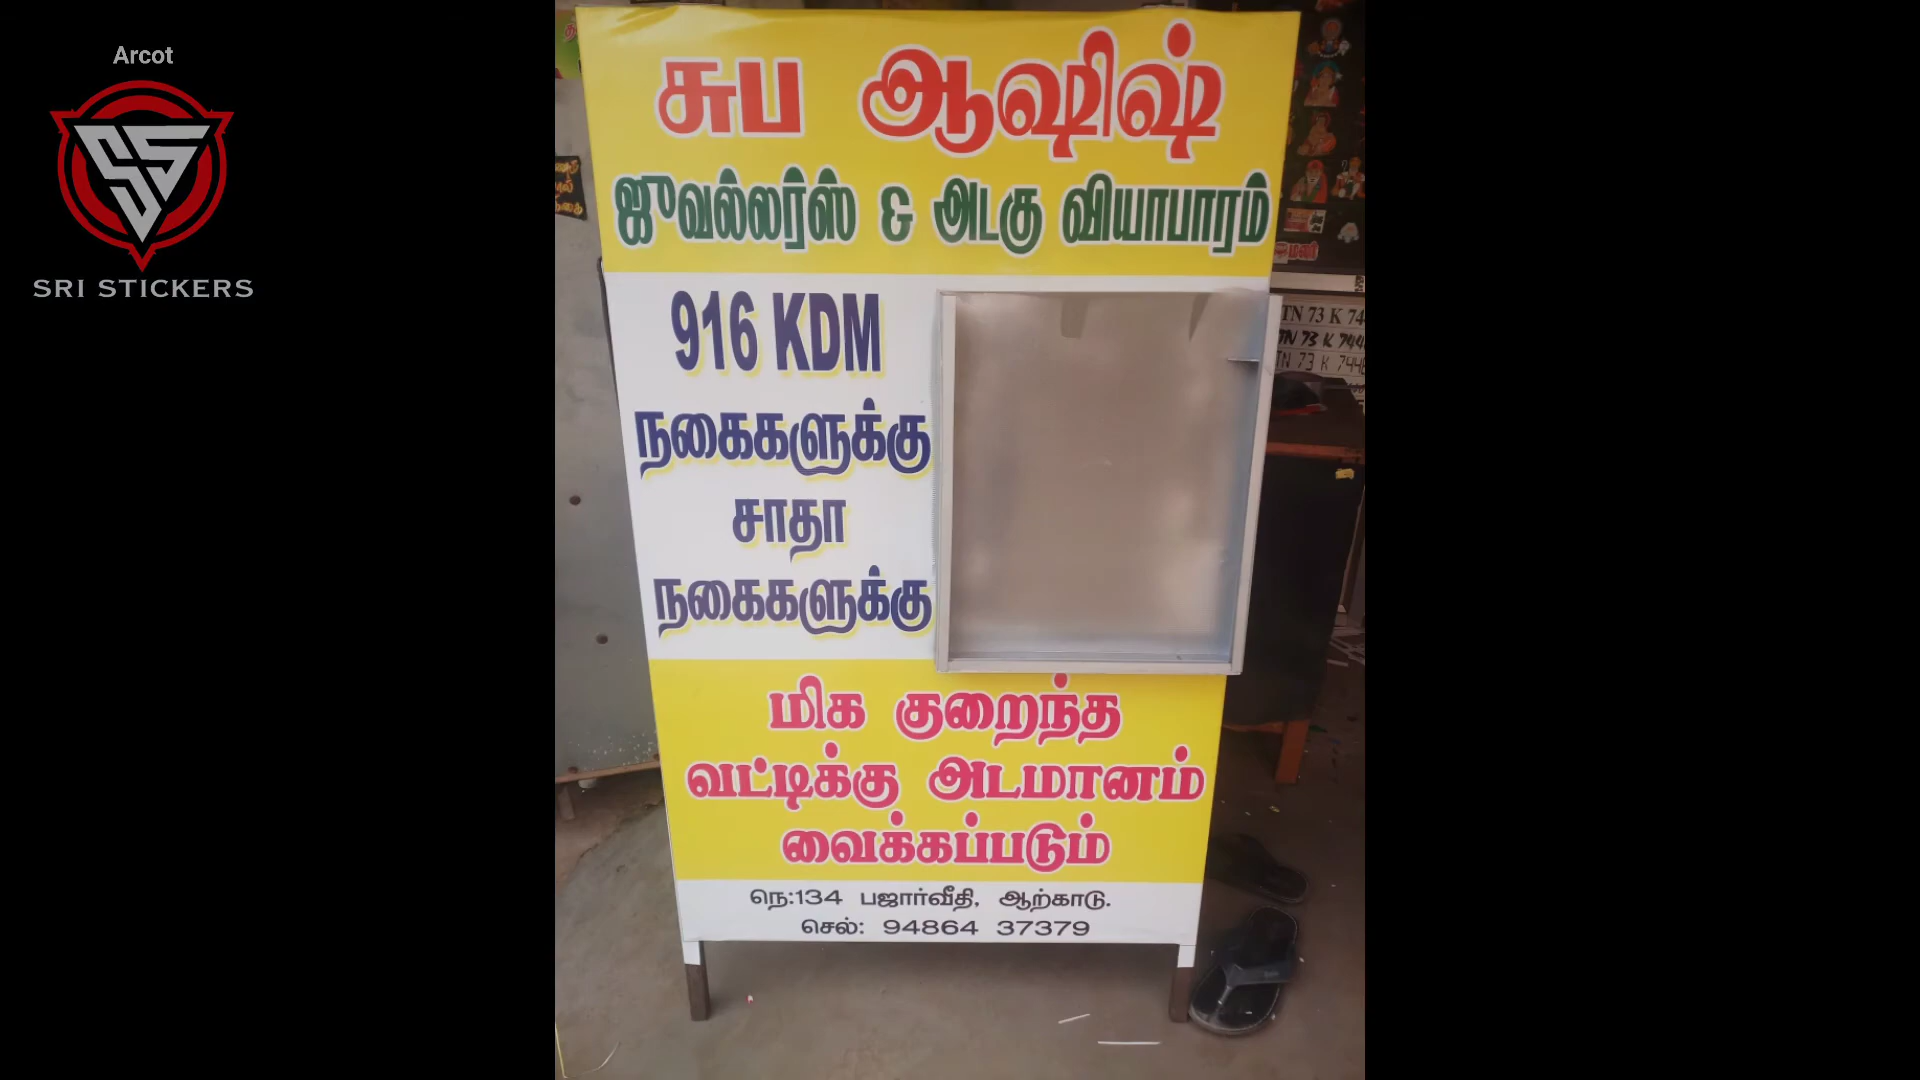 Arcot
SRI STICKERS
சுப ஆஷிஷ்
ஜுவல்லர்ஸ் & அடகு வியாபாரம்
916 KDM
நகைகளுக்கு
சாதா
நகைகளுக்கு
மிக குறைந்த
வட்டிக்கு அடமானம்
வைக்கப்படும்
நெ:134 பஜார்வீதி, ஆற்காடு.
செல்: 94864 37379
TN 73 K 74
TN 73 K 744
TN 73 K 744